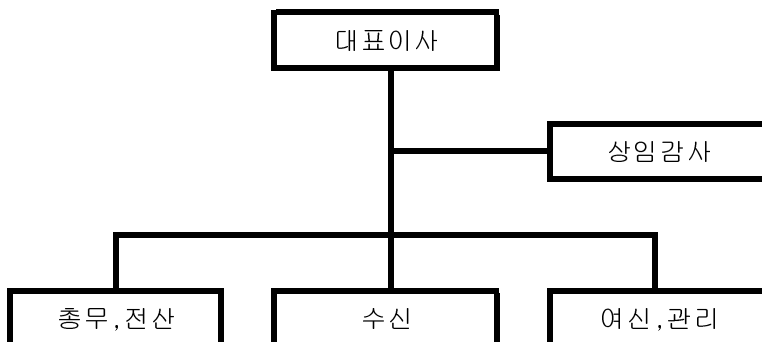 대표이사
상임감사
총무,전산
수신
여신,관리